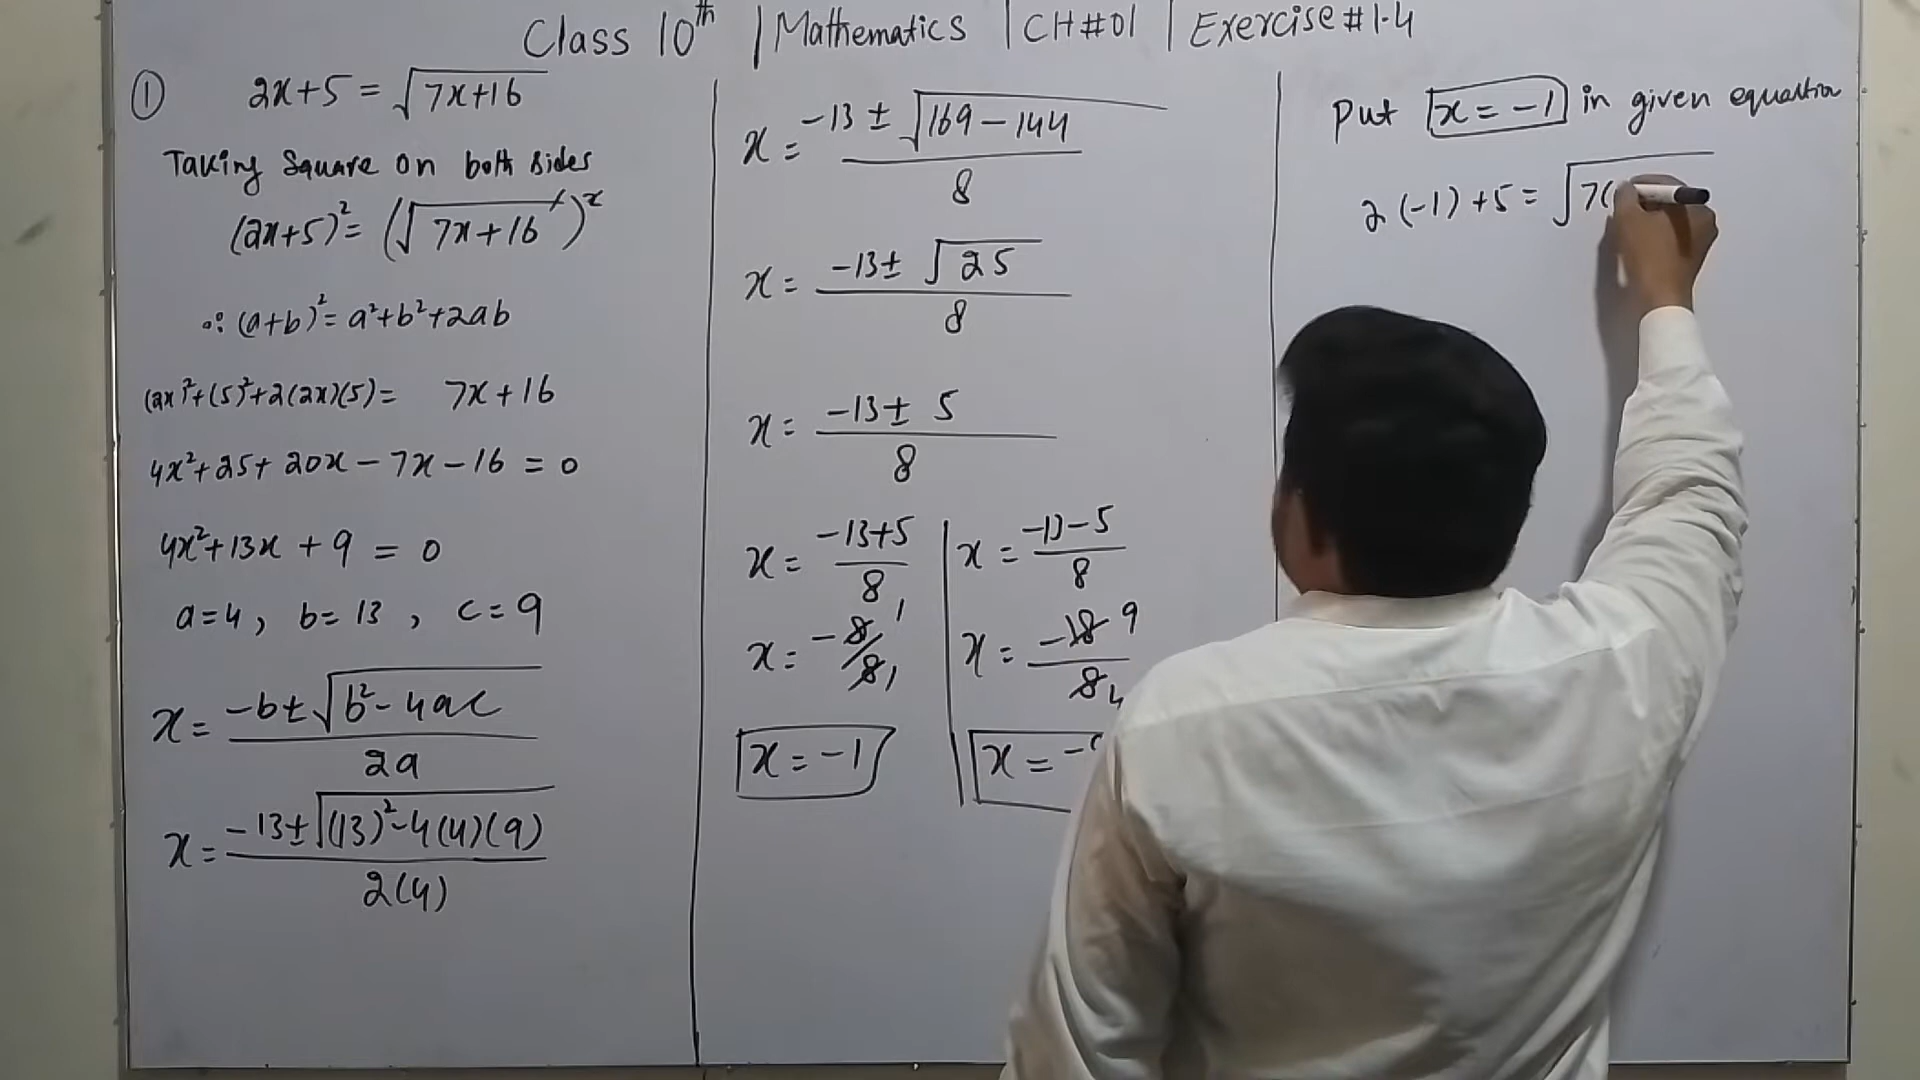 Class 10th | Mathematics | CH#01 | Exercise#1.4
① 2x+5 = √(7x+16)
Taking Square on both sides
(2x+5)² = (√(7x+16))²
∴ (a+b)² = a²+b²+2ab
(2x)²+(5)²+2(2x)(5) = 7x+16
4x²+25+20x-7x-16 = 0
4x²+13x+9 = 0
a=4, b=13, c=9
x = (-b±√(b²-4ac))/2a
x = (-13±√((13)²-4(4)(9)))/2(4)
x = (-13±√(169-144))/8
x = (-13±√25)/8
x = (-13±5)/8
x = (-13+5)/8
x = -8/8 1 1
x = -1
x = (-13-5)/8
x = -18/8 9 4
x = -
Put x = -1 in given equation
2(-1)+5 = √7(